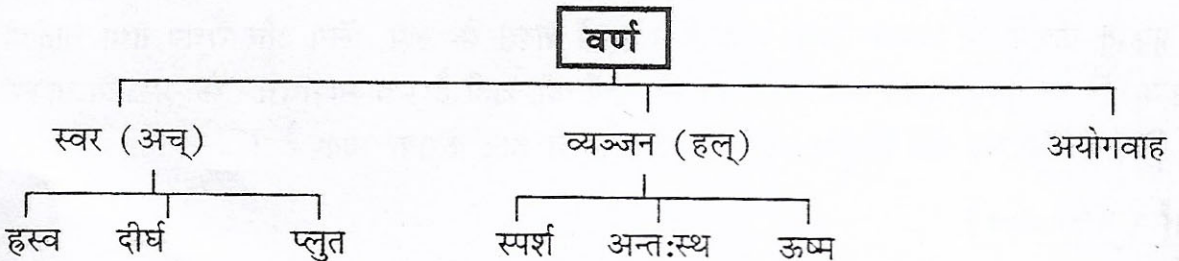 वर्ण
स्वर (अच्) व्यञ्जन (हल्) अयोगवाह
ह्रस्व दीर्घ प्लुत स्पर्श अन्त:स्थ ऊष्म